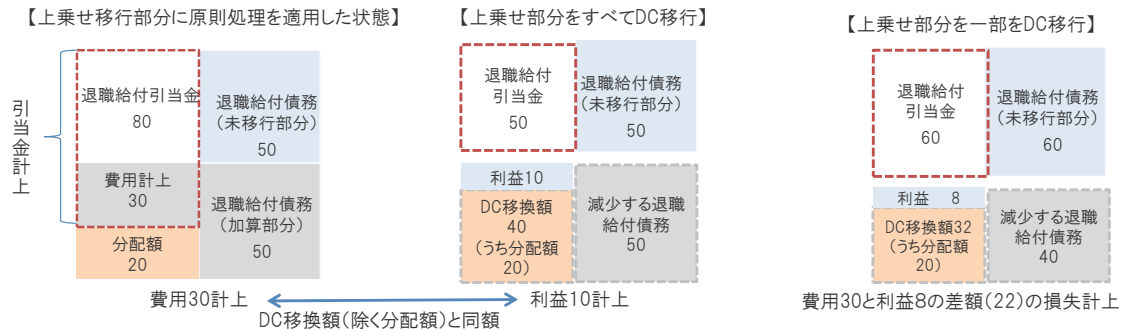 【上乗せ移行部分に原則処理を適用した状態】
引当金計上
退職給付引当金
80
退職給付債務
（未移行部分）
50
費用計上
30
退職給付債務
（加算部分）
50
分配額
20
費用30計上
【上乗せ部分をすべてDC移行】
退職給付
引当金
50
退職給付債務
（未移行部分）
50
利益10
DC移換額
40
（うち分配額
20）
減少する退職
給付債務
50
利益10計上
DC移換額（除く分配額）と同額
【上乗せ部分を一部をDC移行】
退職給付
引当金
60
退職給付債務
（未移行部分）
60
利益 8
DC移換額32
（うち分配額
20）
減少する退職
給付債務
40
費用30と利益8の差額（22）の損失計上